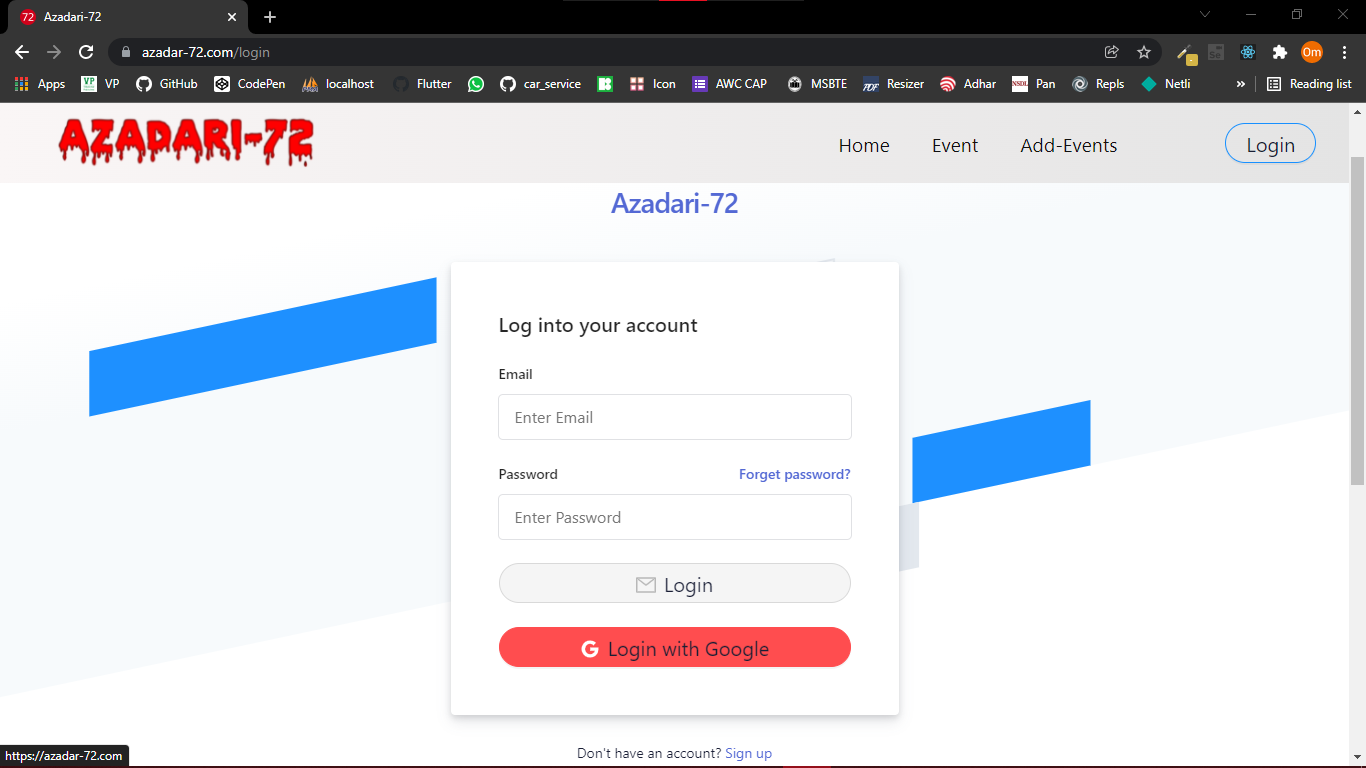 72 Azadari-72
azadar-72.com/login
Om
Apps VP VP GitHub CodePen localhost Flutter car_service Icon AWC CAP MSBTE PDF Resizer Adhar NSDL Pan Repls Netli » Reading list
AZADARI-72
Home Event Add-Events Login
Azadari-72
Log into your account
Email
Enter Email
Password Forget password?
Enter Password
Login
G Login with Google
Don't have an account? Sign up
https://azadar-72.com